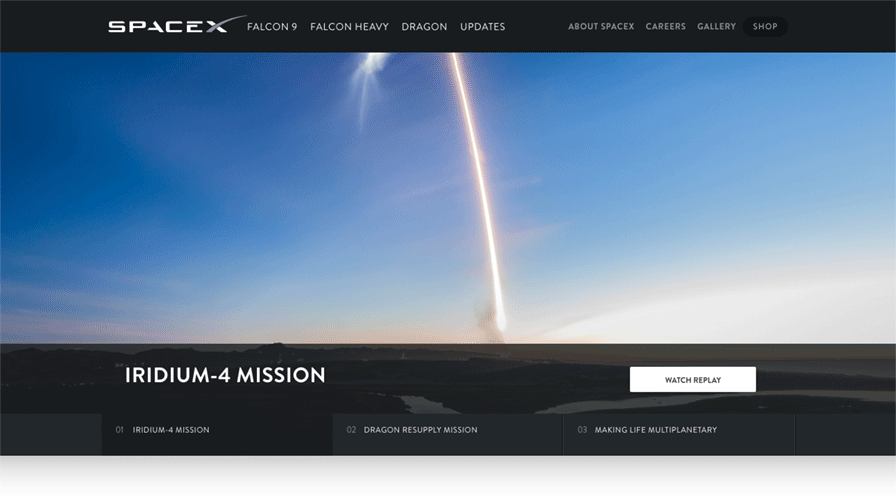 SPACEX FALCON 9 FALCON HEAVY DRAGON UPDATES ABOUT SPACEX CAREERS GALLERY SHOP
IRIDIUM-4 MISSION WATCH REPLAY
01 IRIDIUM-4 MISSION 02 DRAGON RESUPPLY MISSION 03 MAKING LIFE MULTIPLANETARY